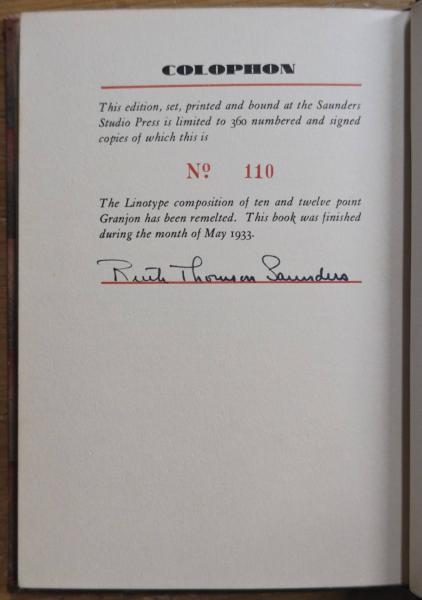 COLOPHON
This edition, set, printed and bound at the Saunders
Studio Press is limited to 360 numbered and signed
copies of which this is
Nº 110
The Linotype composition of ten and twelve point
Granjon has been remelted. This book was finished
during the month of May 1933.
Ruth Thomson Saunders